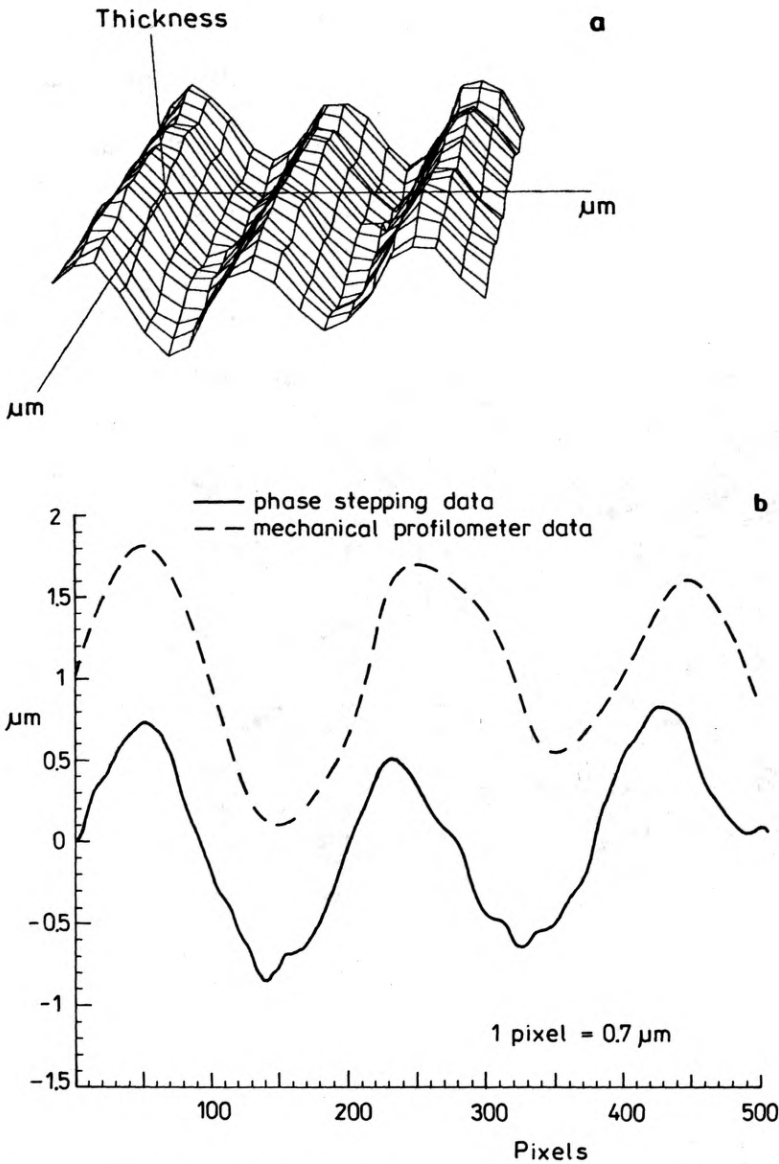 Thickness
a
μm
μm
phase stepping data
mechanical profilometer data
b
2
1.5
1
μm
0.5
0
-0.5
-1
-1.5
1 pixel = 0.7 μm
100
200
300
400
500
Pixels